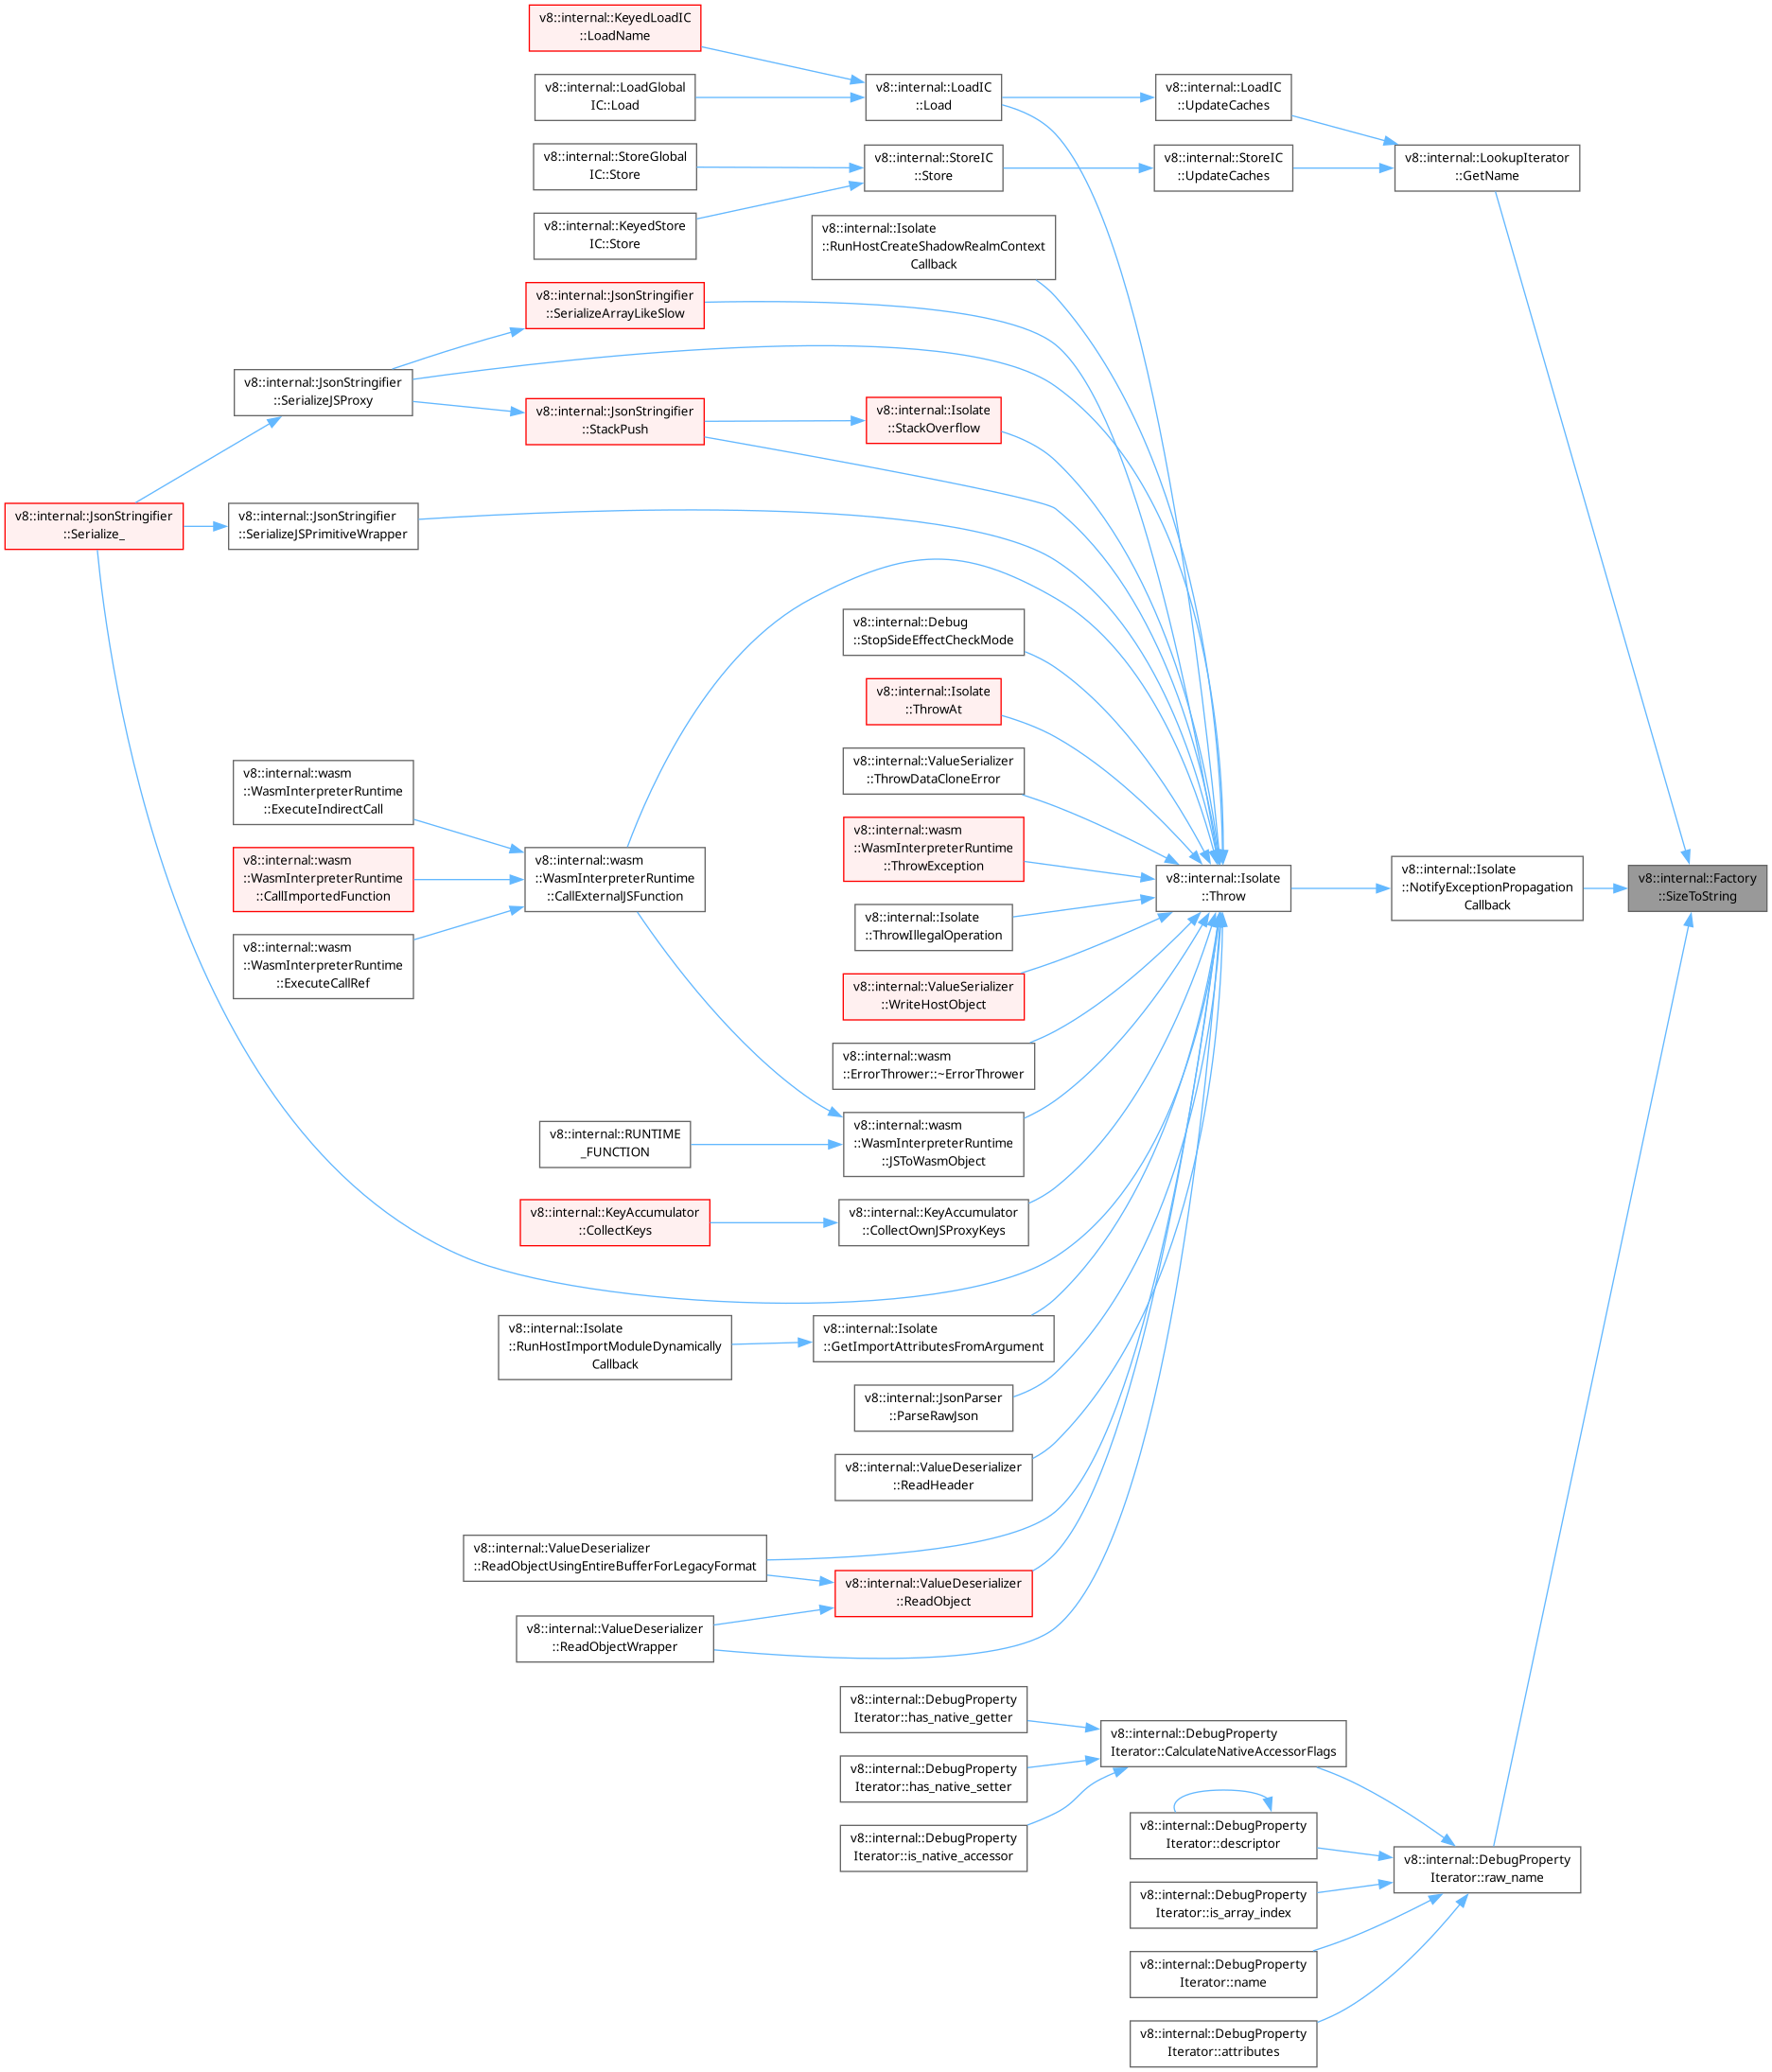 v8::internal::KeyedLoadIC
::LoadName
v8::internal::LoadGlobal
IC::Load
v8::internal::LoadIC
::Load
v8::internal::LoadIC
::UpdateCaches
v8::internal::StoreGlobal
IC::Store
v8::internal::StoreIC
::Store
v8::internal::StoreIC
::UpdateCaches
v8::internal::LookupIterator
::GetName
v8::internal::KeyedStore
IC::Store
v8::internal::Isolate
::RunHostCreateShadowRealmContext
Callback
v8::internal::JsonStringifier
::SerializeArrayLikeSlow
v8::internal::JsonStringifier
::SerializeJSProxy
v8::internal::JsonStringifier
::StackPush
v8::internal::Isolate
::StackOverflow
v8::internal::JsonStringifier
::Serialize_
v8::internal::JsonStringifier
::SerializeJSPrimitiveWrapper
v8::internal::Debug
::StopSideEffectCheckMode
v8::internal::Isolate
::ThrowAt
v8::internal::ValueSerializer
::ThrowDataCloneError
v8::internal::wasm
::WasmInterpreterRuntime
::ExecuteIndirectCall
v8::internal::wasm
::WasmInterpreterRuntime
::CallImportedFunction
v8::internal::wasm
::WasmInterpreterRuntime
::ExecuteCallRef
v8::internal::wasm
::WasmInterpreterRuntime
::CallExternalJSFunction
v8::internal::wasm
::WasmInterpreterRuntime
::ThrowException
v8::internal::Isolate
::Throw
v8::internal::Isolate
::NotifyExceptionPropagation
Callback
v8::internal::Factory
::SizeToString
v8::internal::Isolate
::ThrowIllegalOperation
v8::internal::ValueSerializer
::WriteHostObject
v8::internal::wasm
::ErrorThrower::~ErrorThrower
v8::internal::RUNTIME
_FUNCTION
v8::internal::wasm
::WasmInterpreterRuntime
::JSToWasmObject
v8::internal::KeyAccumulator
::CollectKeys
v8::internal::KeyAccumulator
::CollectOwnJSProxyKeys
v8::internal::Isolate
::RunHostImportModuleDynamically
Callback
v8::internal::Isolate
::GetImportAttributesFromArgument
v8::internal::JsonParser
::ParseRawJson
v8::internal::ValueDeserializer
::ReadHeader
v8::internal::ValueDeserializer
::ReadObjectUsingEntireBufferForLegacyFormat
v8::internal::ValueDeserializer
::ReadObject
v8::internal::ValueDeserializer
::ReadObjectWrapper
v8::internal::DebugProperty
Iterator::has_native_getter
v8::internal::DebugProperty
Iterator::CalculateNativeAccessorFlags
v8::internal::DebugProperty
Iterator::has_native_setter
v8::internal::DebugProperty
Iterator::is_native_accessor
v8::internal::DebugProperty
Iterator::descriptor
v8::internal::DebugProperty
Iterator::raw_name
v8::internal::DebugProperty
Iterator::is_array_index
v8::internal::DebugProperty
Iterator::name
v8::internal::DebugProperty
Iterator::attributes